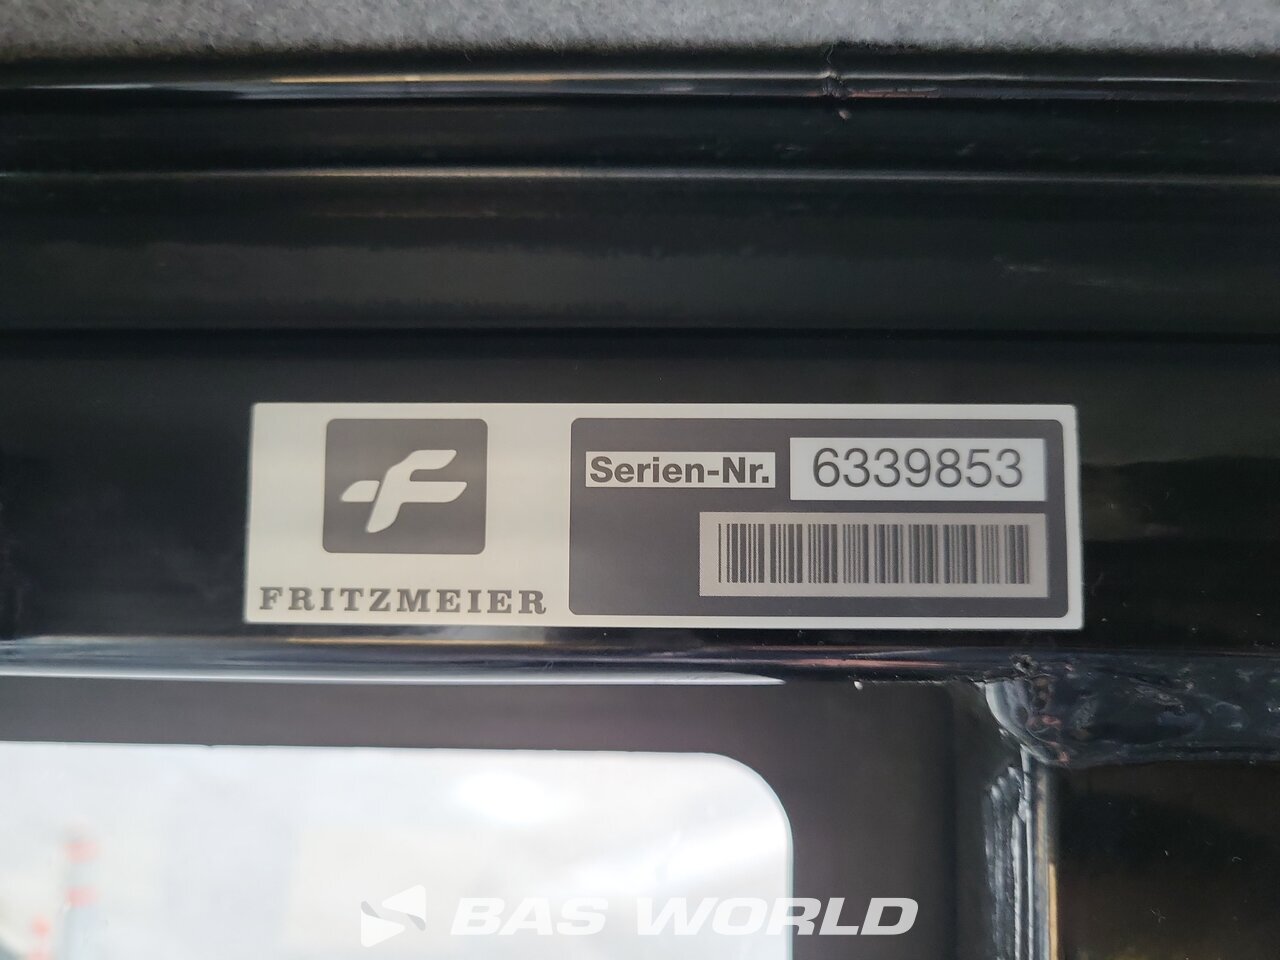 Serien-Nr. 6339853
FRITZMEIER
BAS WORLD